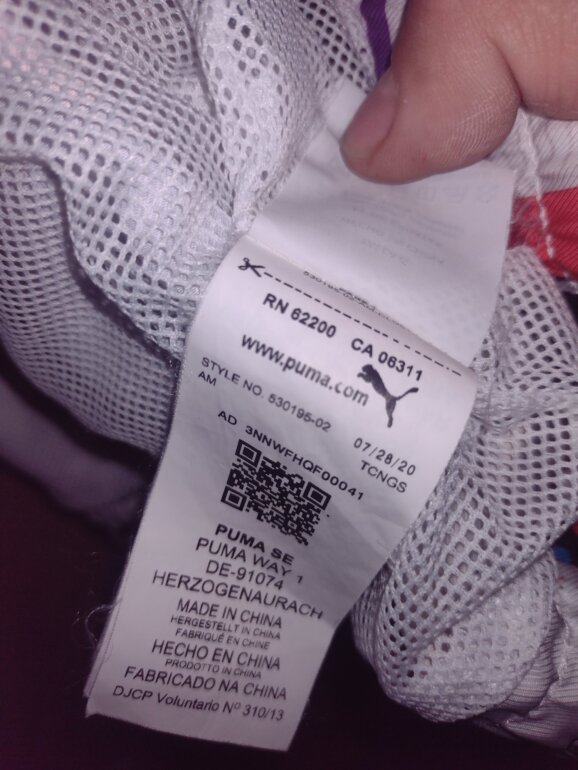 RN 62200 CA 06311
www.puma.com
STYLE NO. 530195-02 07/28/20
AM TCNGS
AD 3NNWFHQF00041
PUMA SE
PUMA WAY 1
DE-91074
HERZOGENAURACH
MADE IN CHINA
HERGESTELLT IN CHINA
FABRIQUÉ EN CHINE
HECHO EN CHINA
PRODOTTO IN CHINA
FABRICADO NA CHINA
DJCP Voluntario Nº 310/13